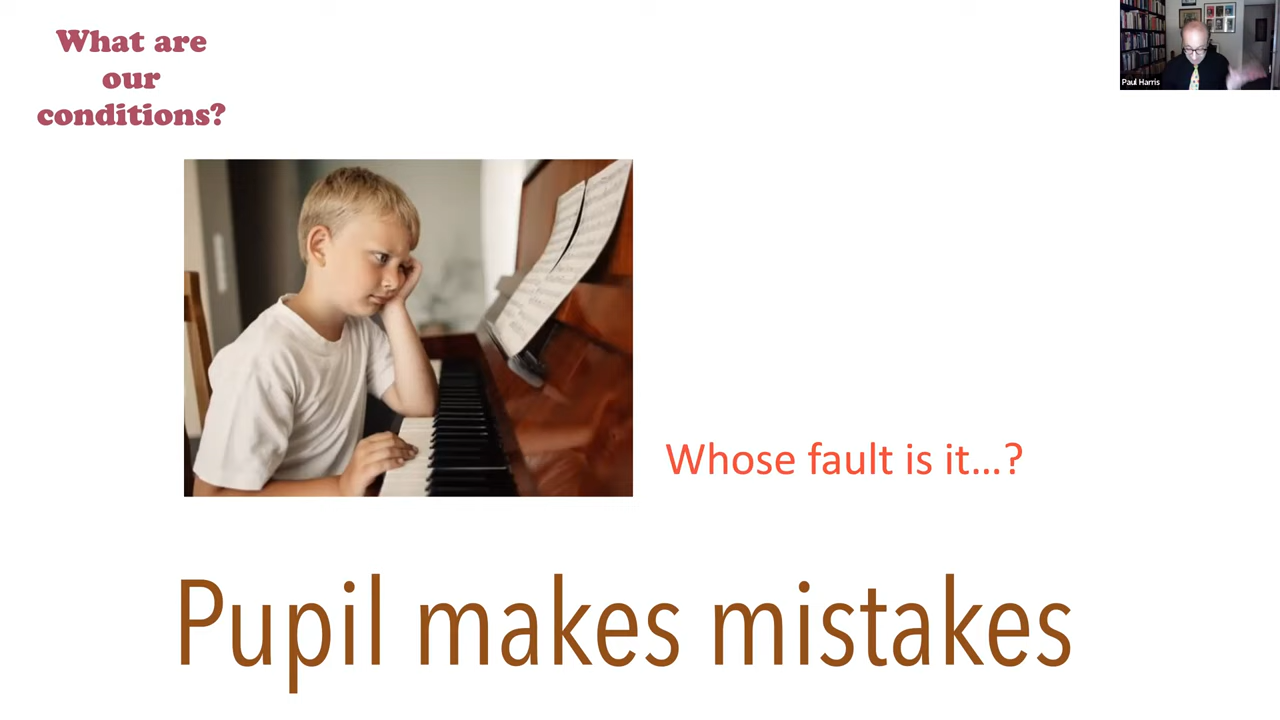 What are
our
conditions?
Paul Harris
Whose fault is it...?
Pupil makes mistakes